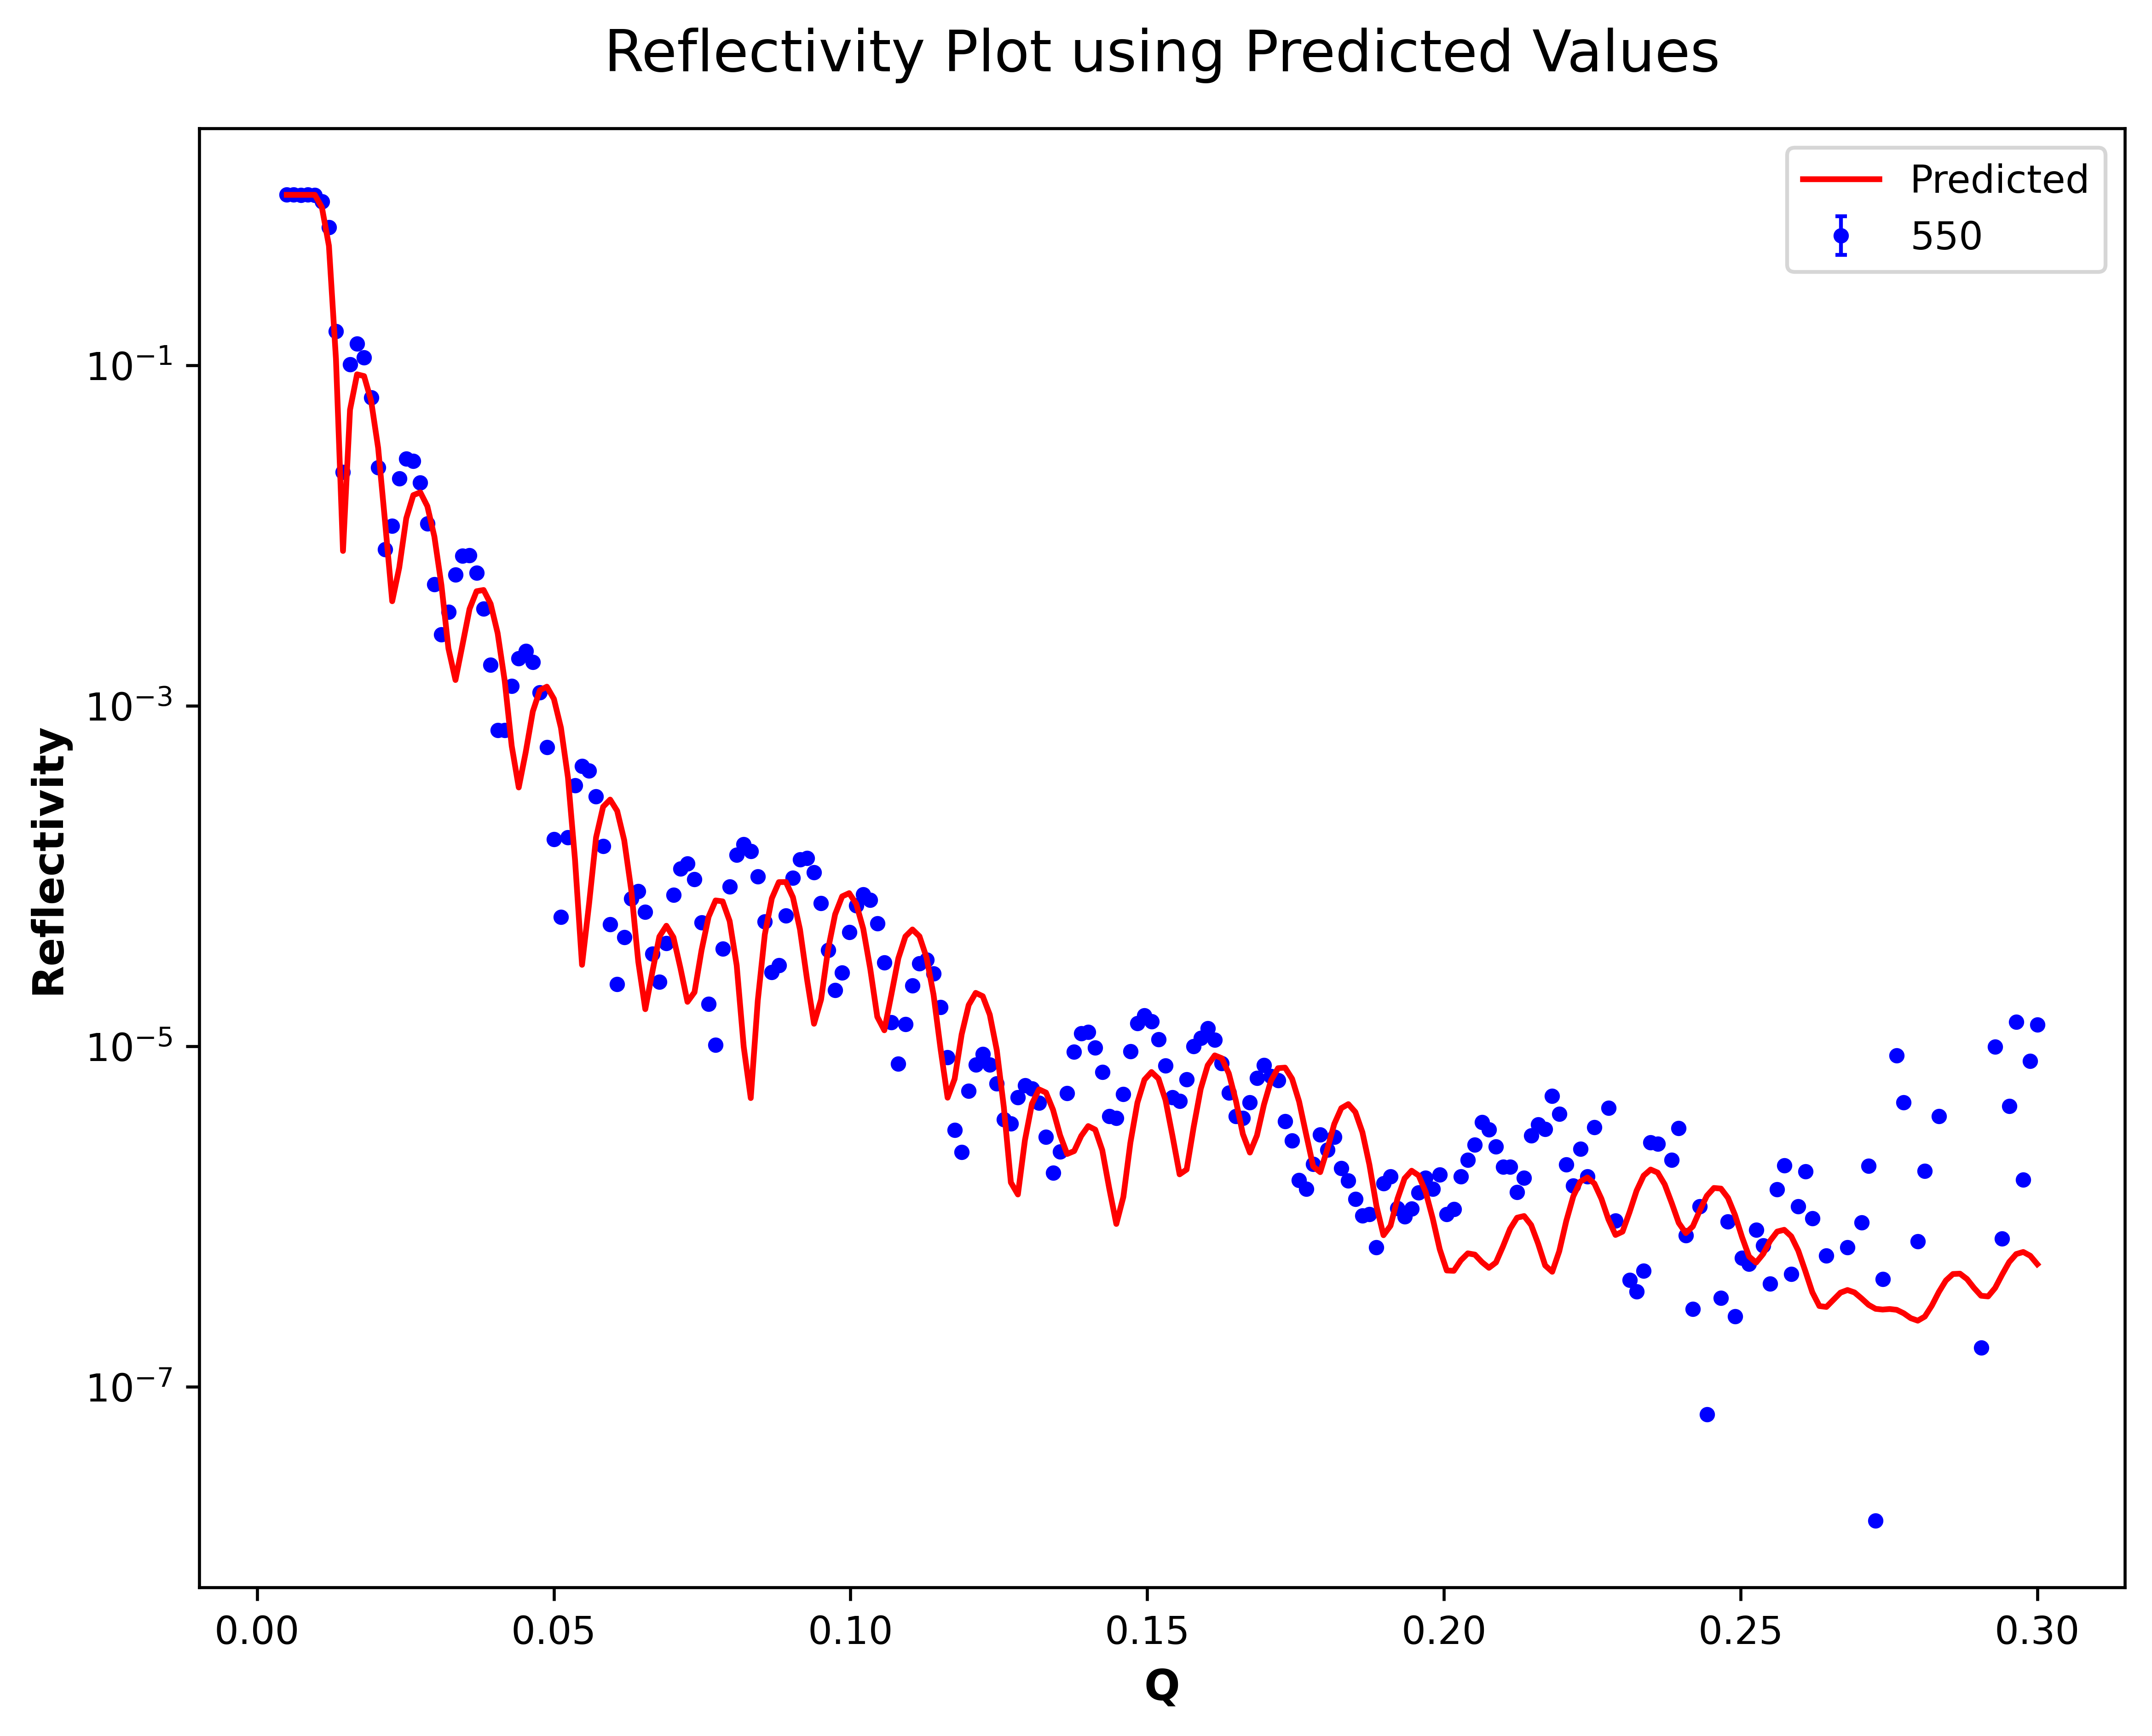 Reflectivity Plot using Predicted Values
Predicted
550
10⁻¹
10⁻³
10⁻⁵
10⁻⁷
Reflectivity
0.00 0.05 0.10 0.15 0.20 0.25 0.30
Q